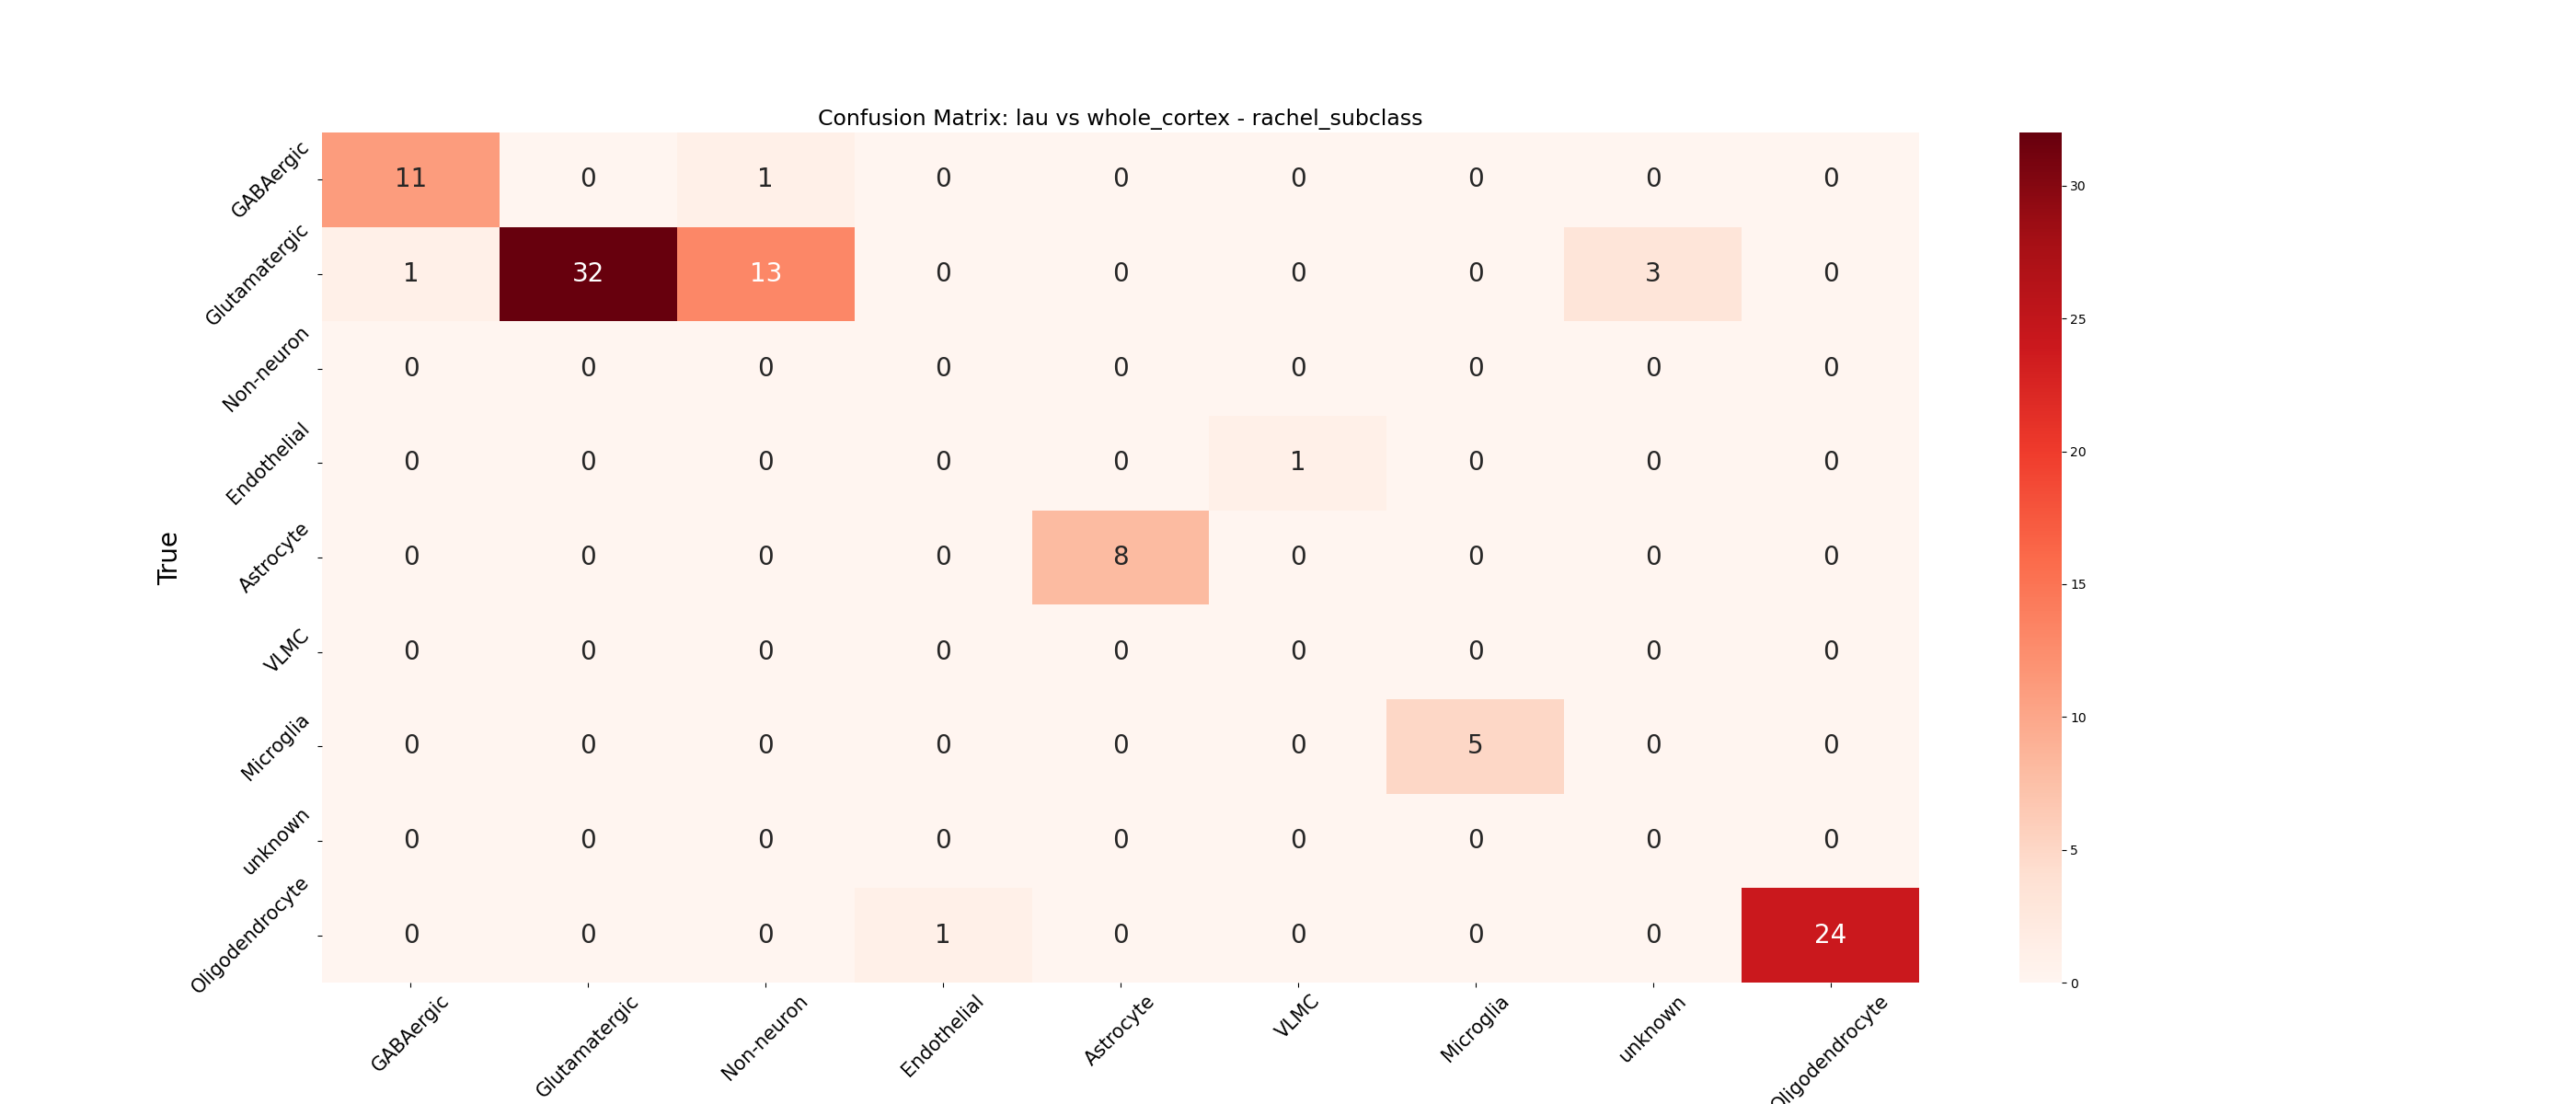 Confusion Matrix: lau vs whole_cortex - rachel_subclass
True
GABAergic 11 0 1 0 0 0 0 0 0
Glutamatergic 1 32 13 0 0 0 0 3 0
Non-neuron 0 0 0 0 0 0 0 0 0
Endothelial 0 0 0 0 0 1 0 0 0
Astrocyte 0 0 0 0 8 0 0 0 0
VLMC 0 0 0 0 0 0 0 0 0
Microglia 0 0 0 0 0 0 5 0 0
unknown 0 0 0 0 0 0 0 0 0
Oligodendrocyte 0 0 0 1 0 0 0 0 24
GABAergic Glutamatergic Non-neuron Endothelial Astrocyte VLMC Microglia unknown Oligodendrocyte
30
25
20
15
10
5
0